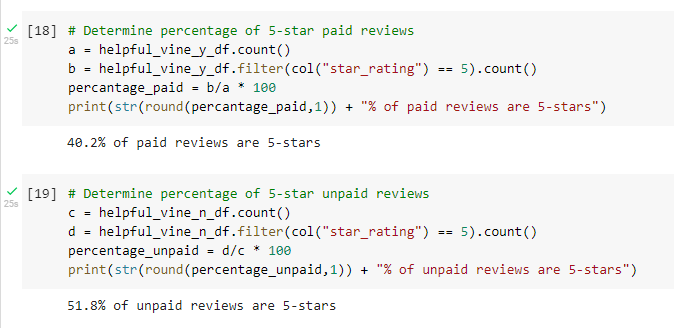 [18] # Determine percentage of 5-star paid reviews
25s
a = helpful_vine_y_df.count()
b = helpful_vine_y_df.filter(col("star_rating") == 5).count()
percantage_paid = b/a * 100
print(str(round(percantage_paid,1)) + "% of paid reviews are 5-stars")
40.2% of paid reviews are 5-stars
[19] # Determine percentage of 5-star unpaid reviews
25s
c = helpful_vine_n_df.count()
d = helpful_vine_n_df.filter(col("star_rating") == 5).count()
percentage_unpaid = d/c * 100
print(str(round(percentage_unpaid,1)) + "% of unpaid reviews are 5-stars")
51.8% of unpaid reviews are 5-stars